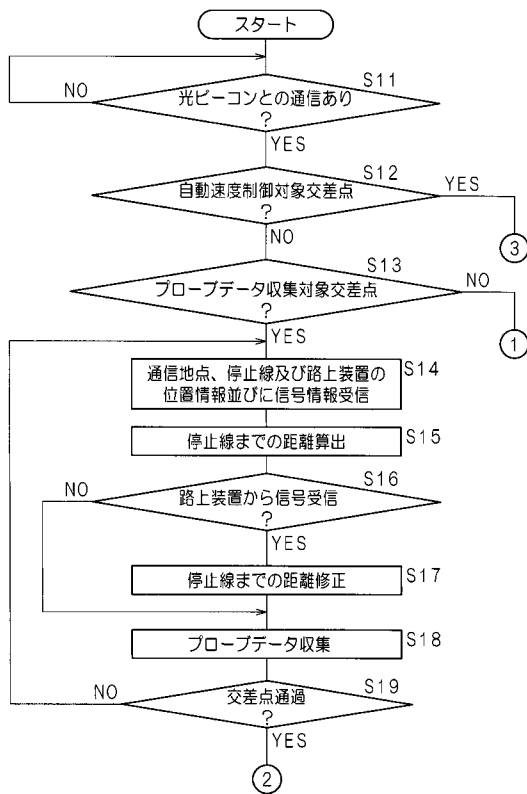 スタート
S11
NO
光ビーコンとの通信あり
?
YES
S12
自動速度制御対象交差点
?
YES
NO
③
S13
プローブデータ収集対象交差点
?
NO
YES
①
通信地点、停止線及び路上装置の
位置情報並びに信号情報受信
S14
停止線までの距離算出
S15
S16
NO
路上装置から信号受信
?
YES
停止線までの距離修正
S17
プローブデータ収集
S18
S19
NO
交差点通過
?
YES
②